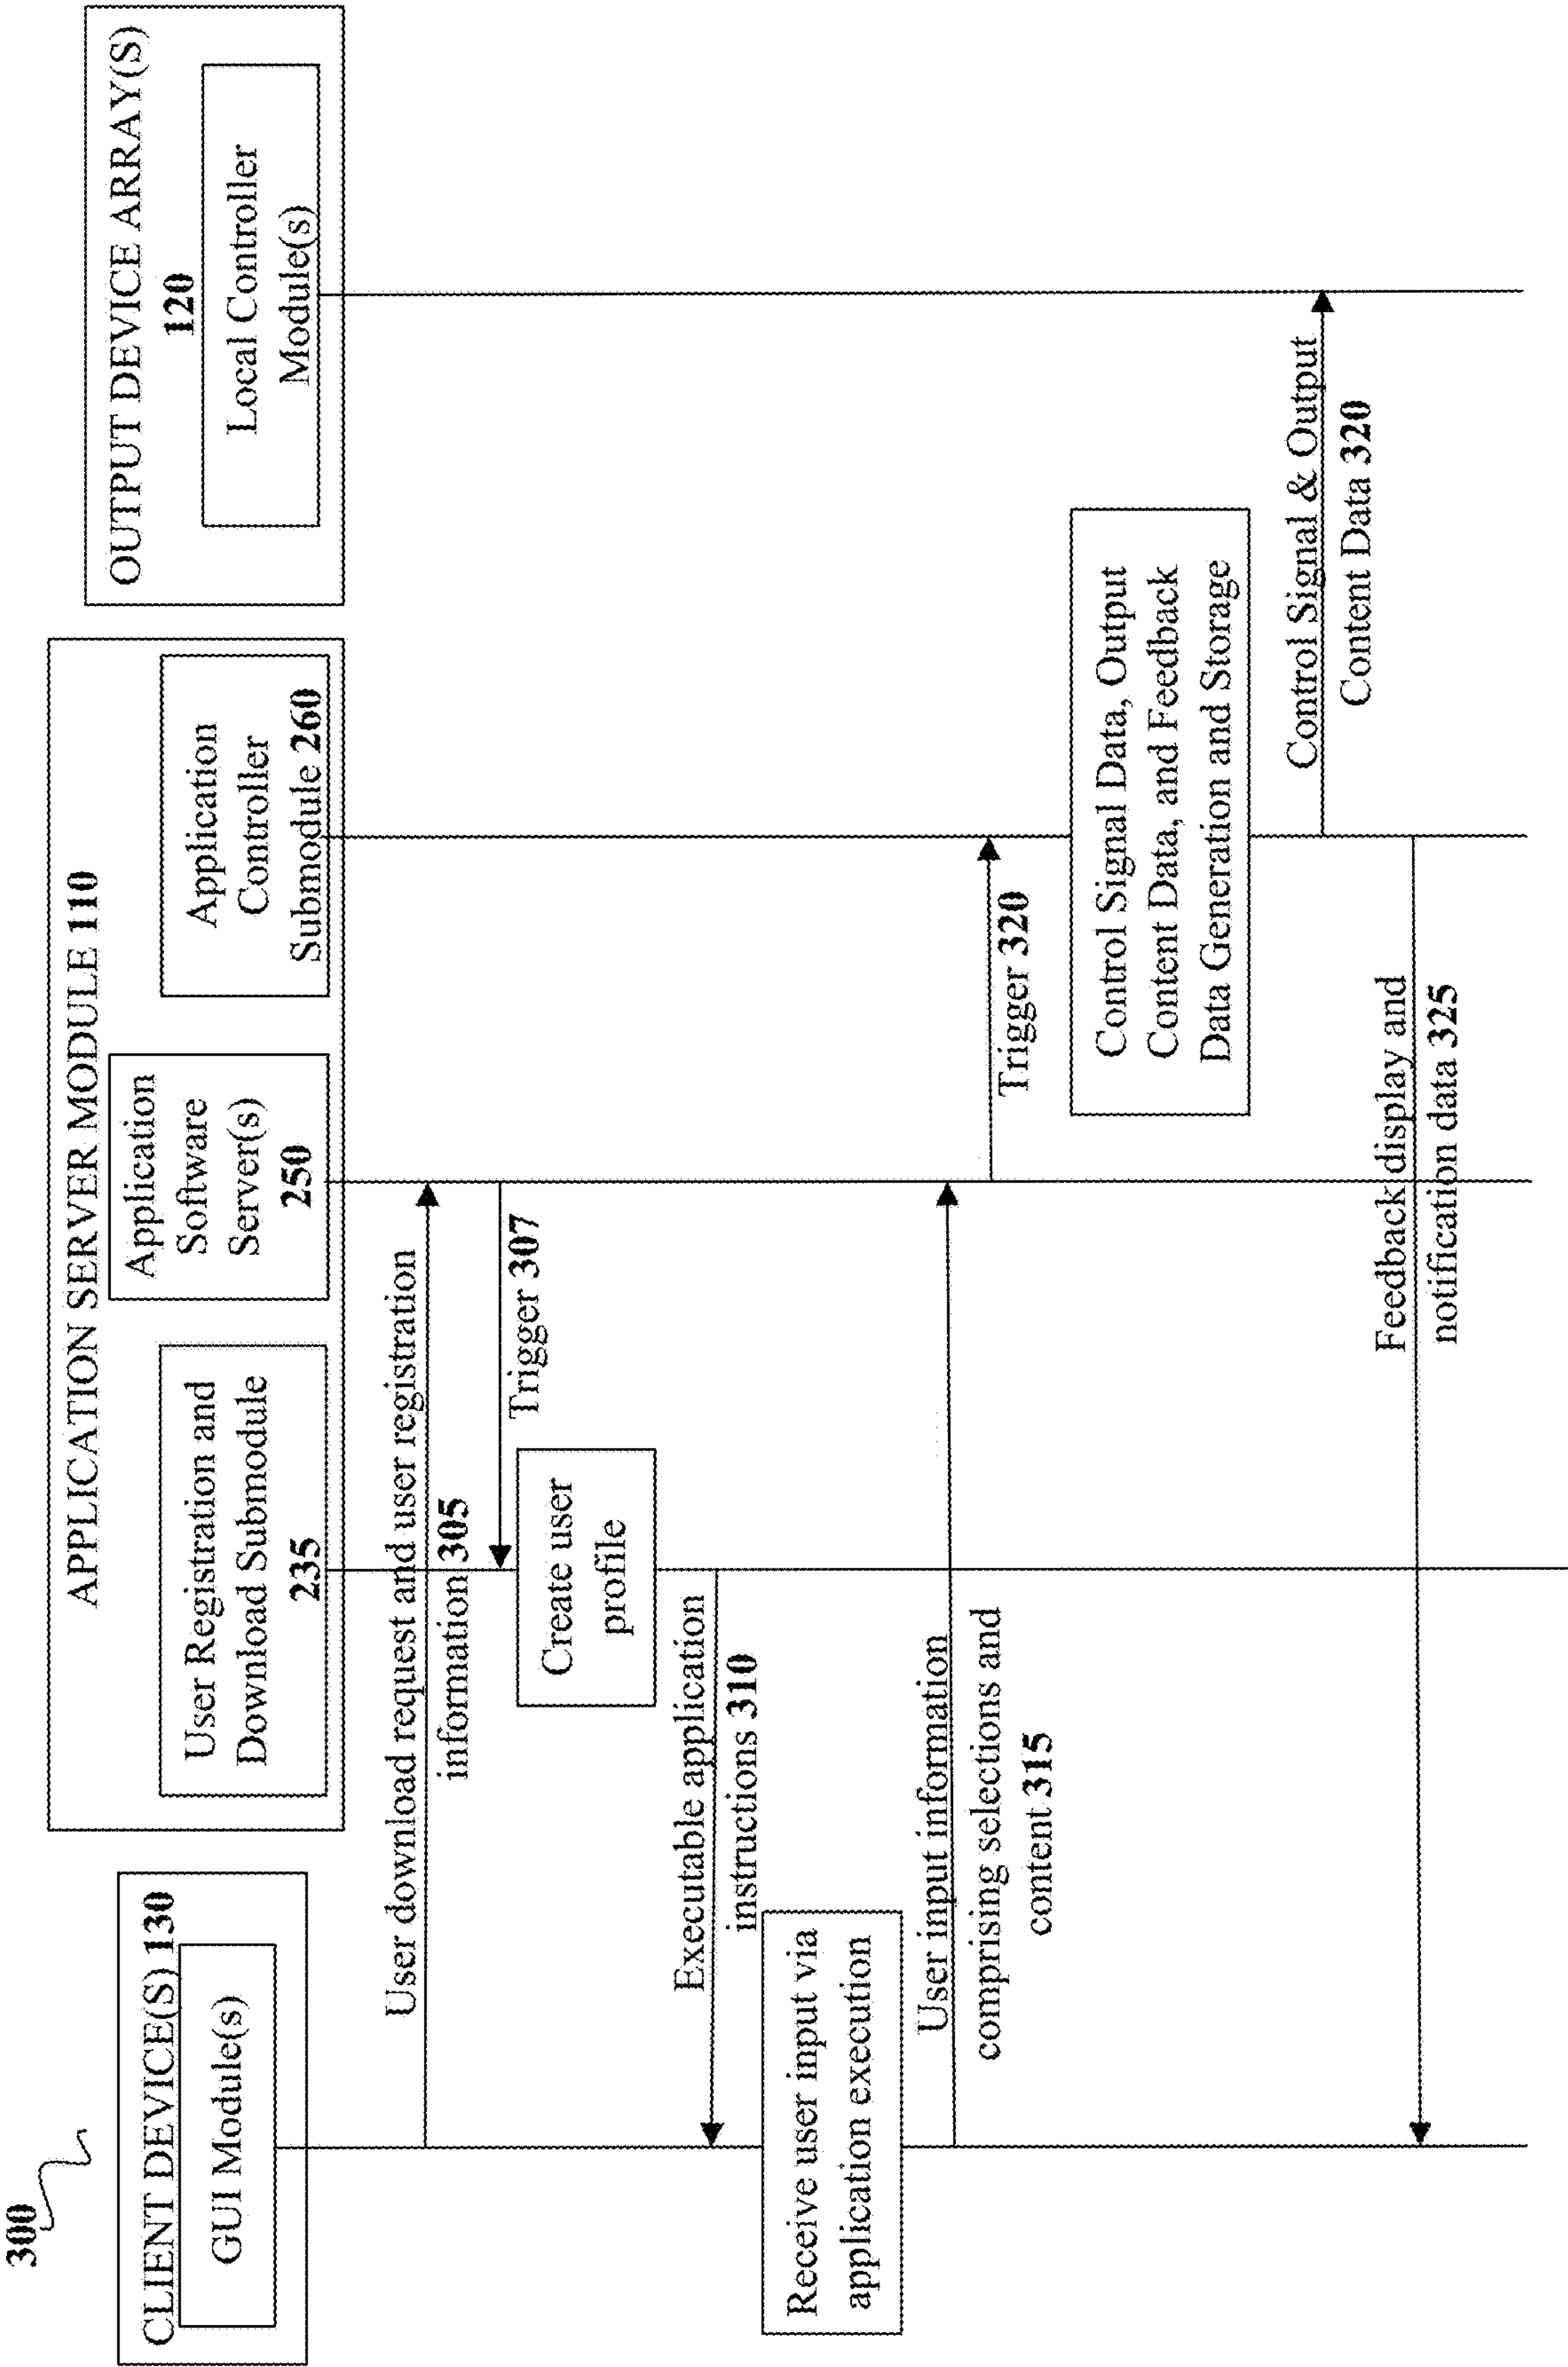 300
CLIENT DEVICE(S) 130
GUI Module(s)
APPLICATION SERVER MODULE 110
User Registration and
Download Submodule
235
Application
Software
Server(s)
250
Application
Controller
Submodule 260
OUTPUT DEVICE ARRAY(S)
120
Local Controller
Module(s)
User download request and user registration
information 305
Trigger 307
Create user
profile
Executable application
instructions 310
Receive user input via
application execution
User input information
comprising selections and
content 315
Trigger 320
Control Signal Data, Output
Content Data, and Feedback
Data Generation and Storage
Control Signal & Output
Content Data 320
Feedback display and
notification data 325